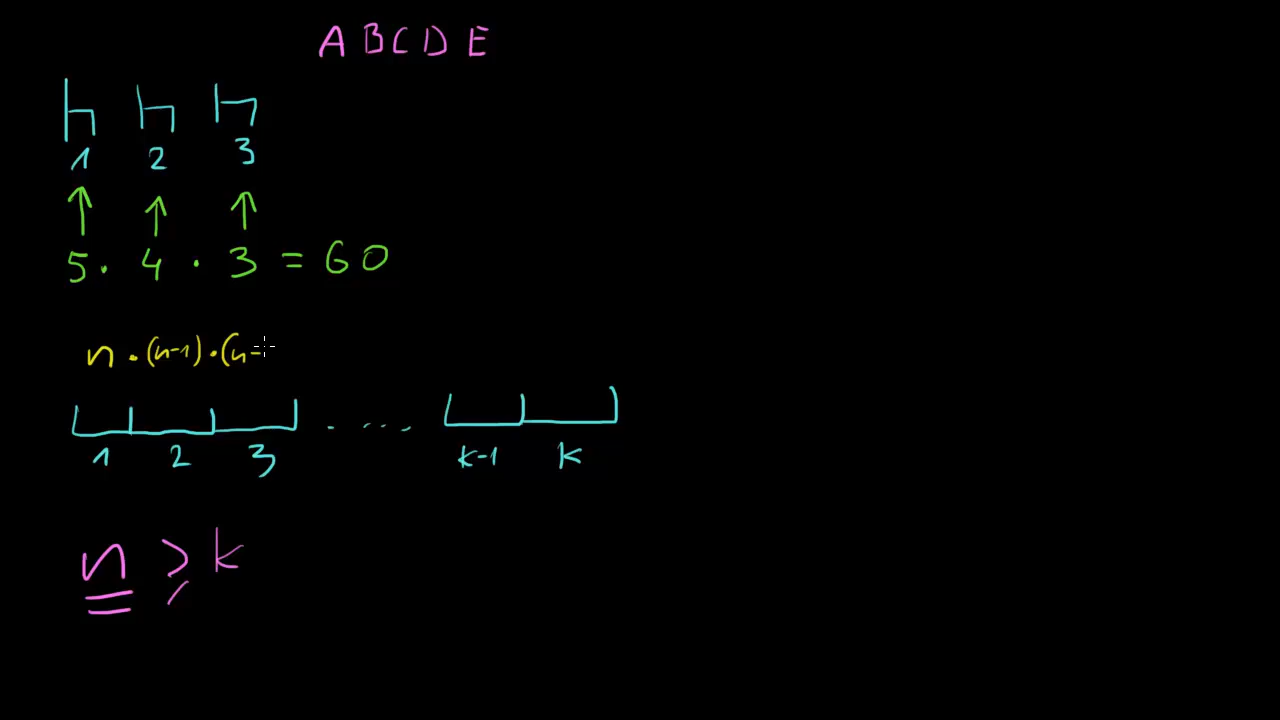 A B C D E
1 2 3
5 · 4 · 3 = 60
n · (n-1) · (n-
1 2 3 ..... k-1 k
n ≥ k